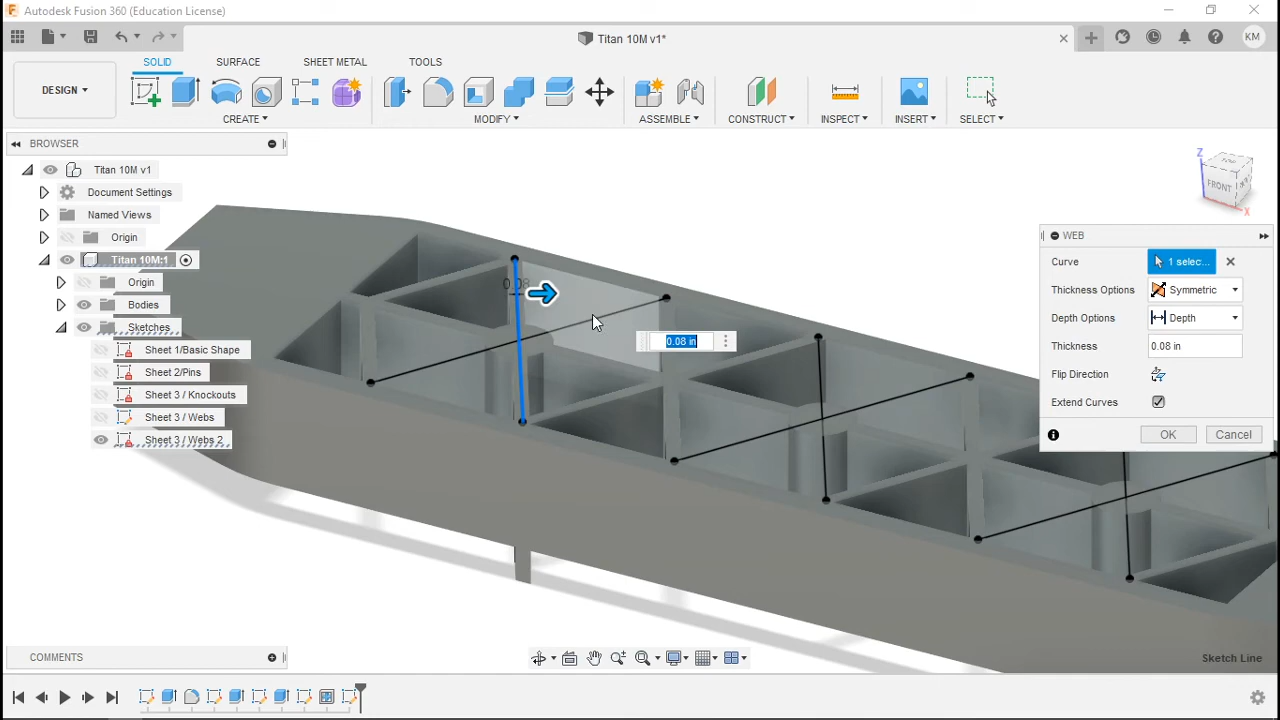 Autodesk Fusion 360 (Education License)
Titan 10M v1*
KM
DESIGN
SOLID SURFACE SHEET METAL TOOLS
CREATE MODIFY ASSEMBLE CONSTRUCT INSPECT INSERT SELECT
BROWSER
Titan 10M v1
Document Settings
Named Views
Origin
Titan 10M:1
Origin
Bodies
Sketches
Sheet 1/Basic Shape
Sheet 2/Pins
Sheet 3 / Knockouts
Sheet 3 / Webs
Sheet 3 / Webs 2
Z
FRONT
X
0.08
0.08 in
WEB
Curve 1 selec...
Thickness Options Symmetric
Depth Options Depth
Thickness 0.08 in
Flip Direction
Extend Curves
OK Cancel
COMMENTS
Sketch Line